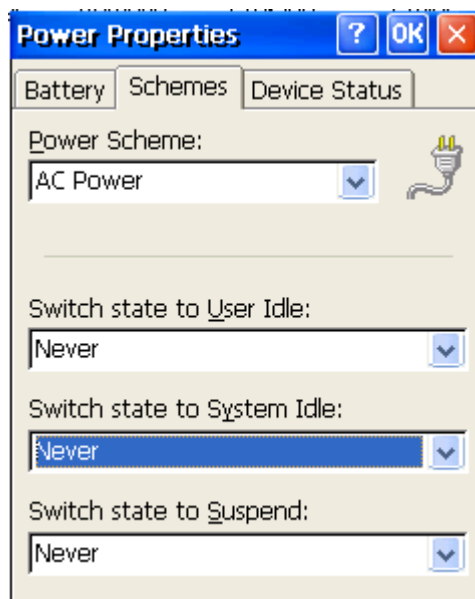 Power Properties ? OK ×
Battery Schemes Device Status
Power Scheme:
AC Power
Switch state to User Idle:
Never
Switch state to System Idle:
Never
Switch state to Suspend:
Never